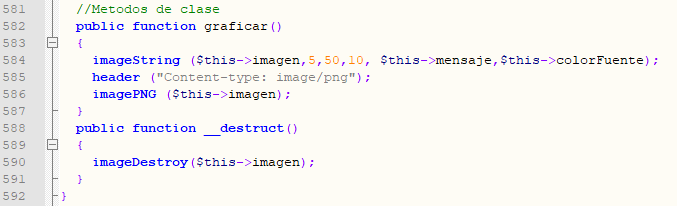 581 //Metodos de clase
582 public function graficar()
583 {
584 imageString ($this->imagen,5,50,10, $this->mensaje,$this->colorFuente);
585 header ("Content-type: image/png");
586 imagePNG ($this->imagen);
587 }
588 public function __destruct()
589 {
590 imageDestroy($this->imagen);
591 }
592 }